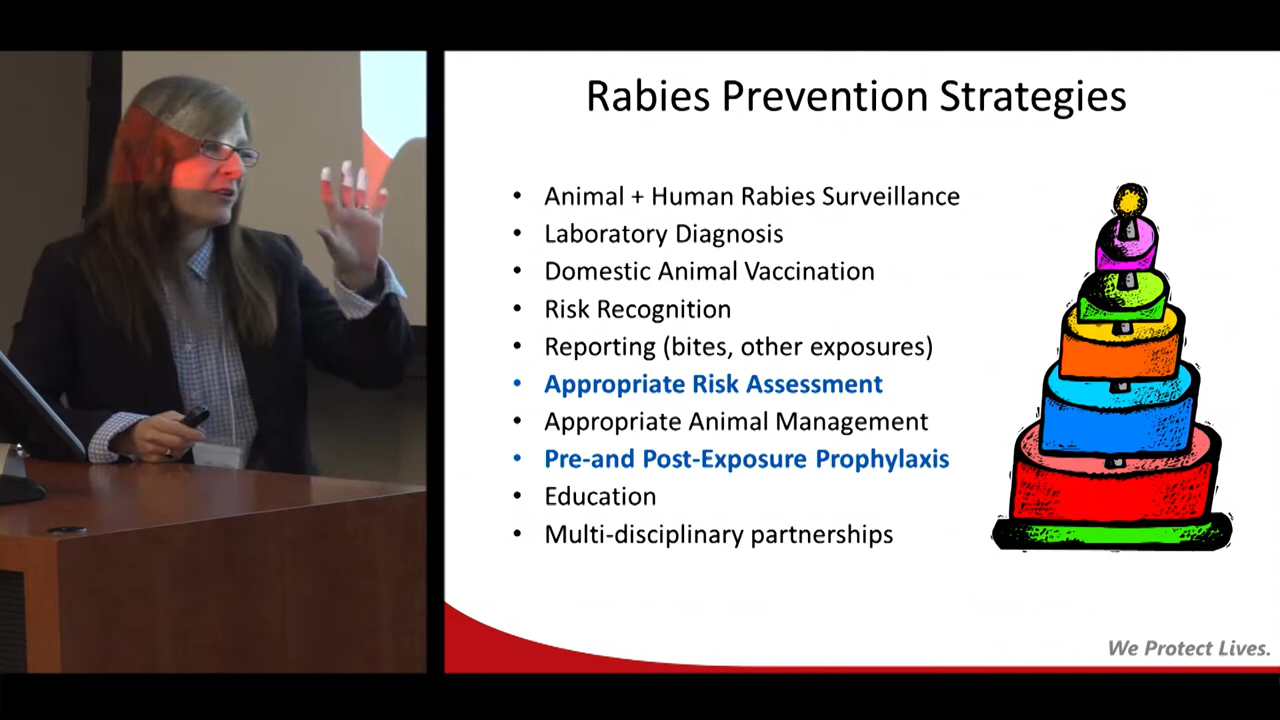 Rabies Prevention Strategies
• Animal + Human Rabies Surveillance
• Laboratory Diagnosis
• Domestic Animal Vaccination
• Risk Recognition
• Reporting (bites, other exposures)
• Appropriate Risk Assessment
• Appropriate Animal Management
• Pre-and Post-Exposure Prophylaxis
• Education
• Multi-disciplinary partnerships
We Protect Lives.